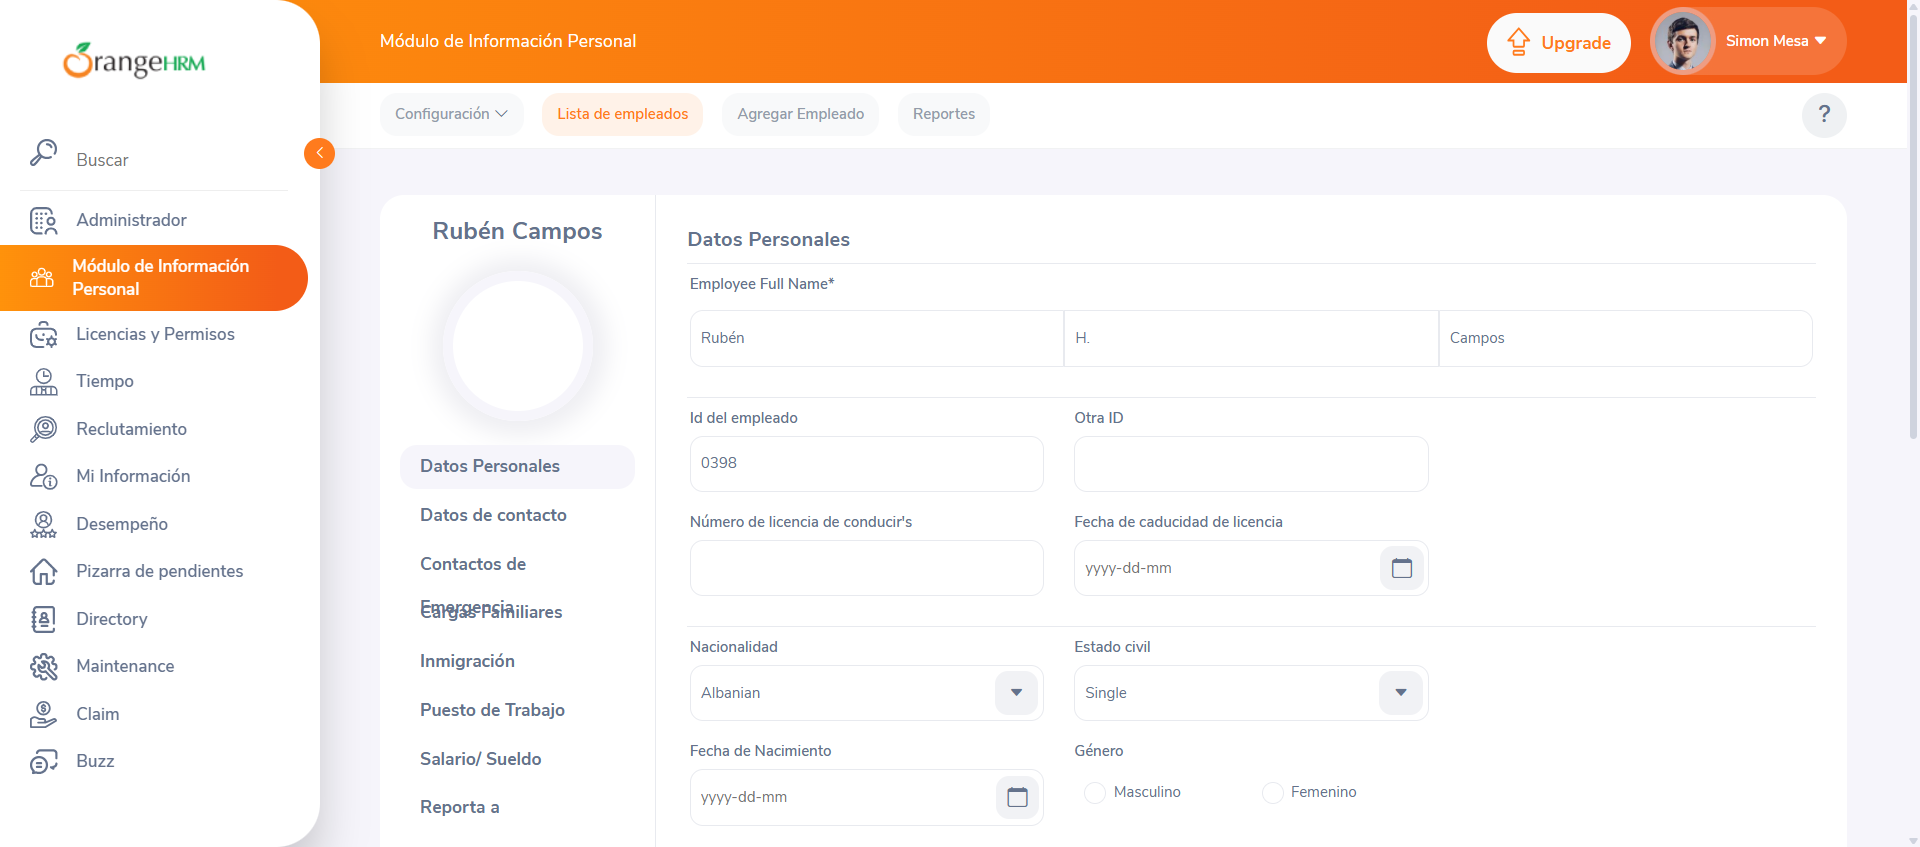 OrangeHRM
Módulo de Información Personal
Upgrade
Simon Mesa
Configuración
Lista de empleados
Agregar Empleado
Reportes
?
Buscar
Administrador
Módulo de Información
Personal
Licencias y Permisos
Tiempo
Reclutamiento
Mi Información
Desempeño
Pizarra de pendientes
Directory
Maintenance
Claim
Buzz
Rubén Campos
Datos Personales
Datos de contacto
Contactos de
Emergencia
Cargas Familiares
Inmigración
Puesto de Trabajo
Salario/ Sueldo
Reporta a
Datos Personales
Employee Full Name*
Rubén H. Campos
Id del empleado Otra ID
0398
Número de licencia de conducir's Fecha de caducidad de licencia
yyyy-dd-mm
Nacionalidad Estado civil
Albanian Single
Fecha de Nacimiento Género
yyyy-dd-mm Masculino Femenino